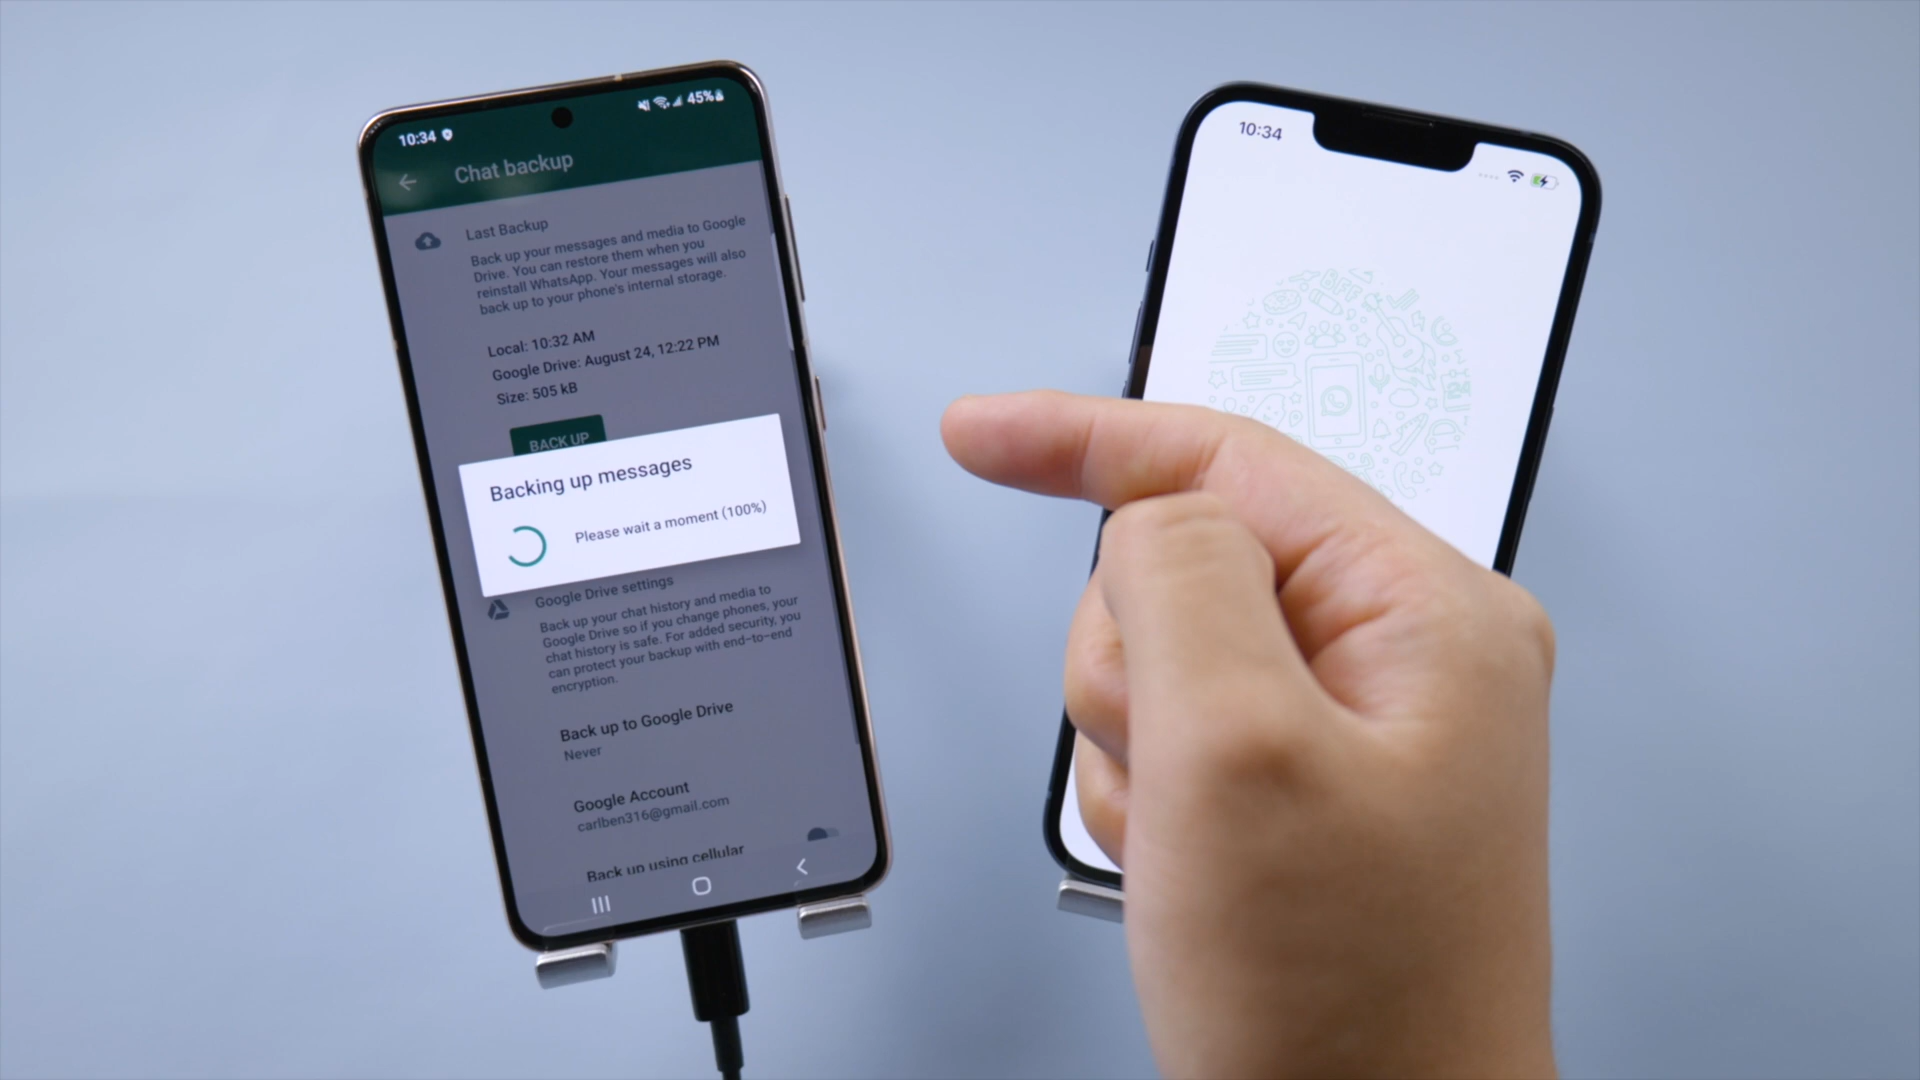 10:34
45%
Chat backup
Last Backup
Back up your messages and media to Google
Drive. You can restore them when you
reinstall WhatsApp. Your messages will also
back up to your phone's internal storage.
Local: 10:32 AM
Google Drive: August 24, 12:22 PM
Size: 505 kB
BACK UP
Backing up messages
Please wait a moment (100%)
Google Drive settings
Back up your chat history and media to
Google Drive so if you change phones, your
chat history is safe. For added security, you
can protect your backup with end-to-end
encryption.
Back up to Google Drive
Never
Google Account
carlben316@gmail.com
Back up using cellular
10:34
BFF